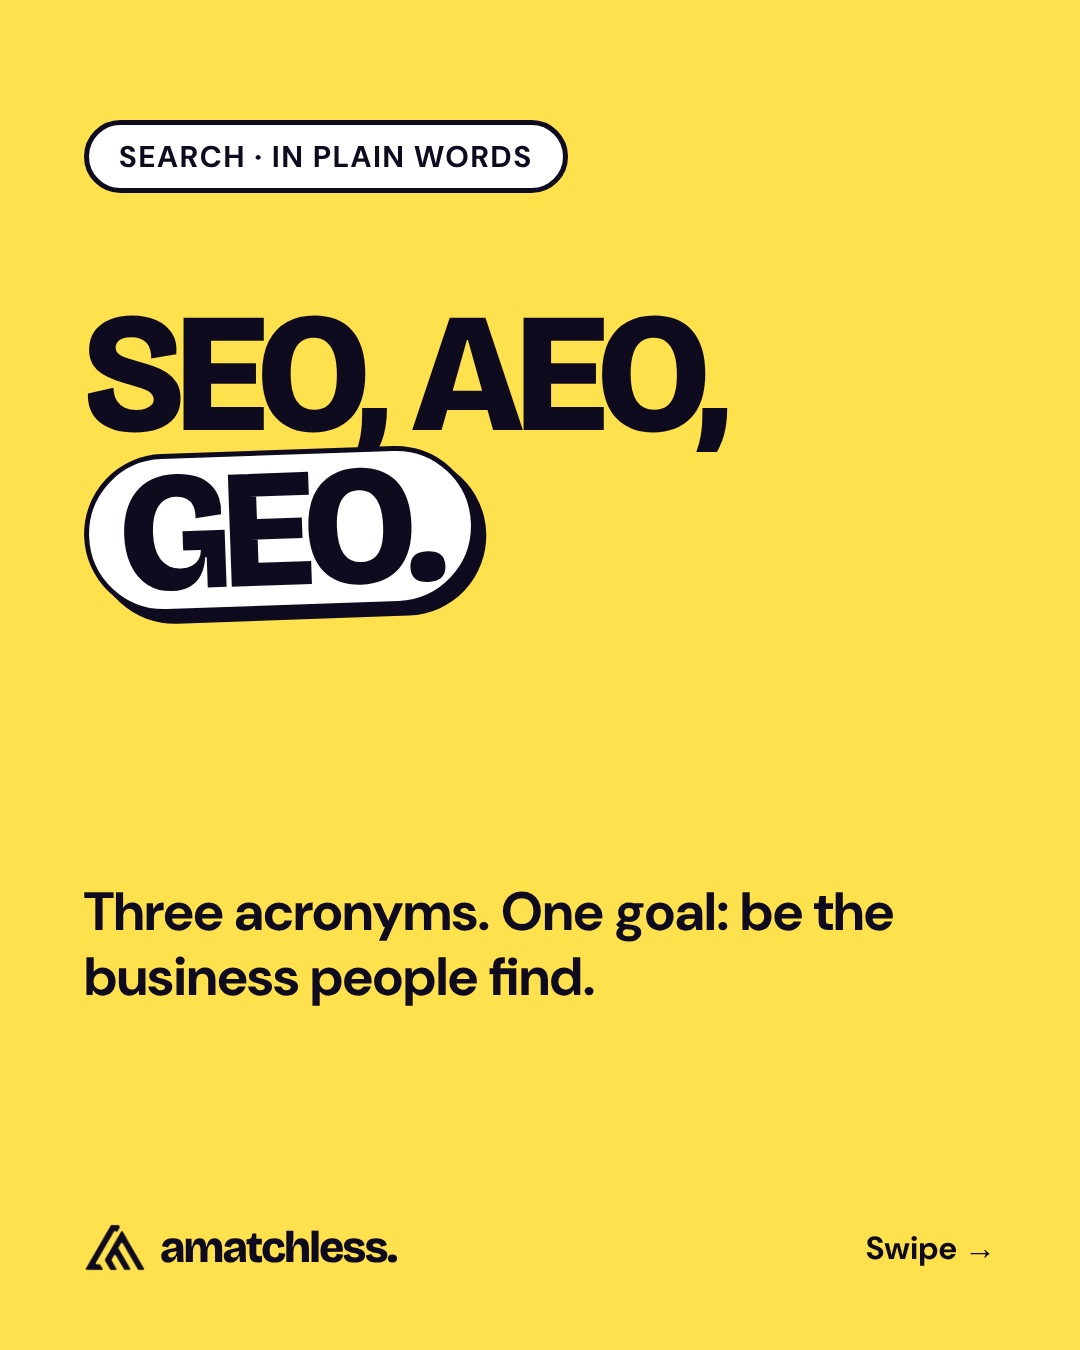 SEARCH · IN PLAIN WORDS
SEO, AEO,
GEO.
Three acronyms. One goal: be the
business people find.
amatchless.
Swipe →